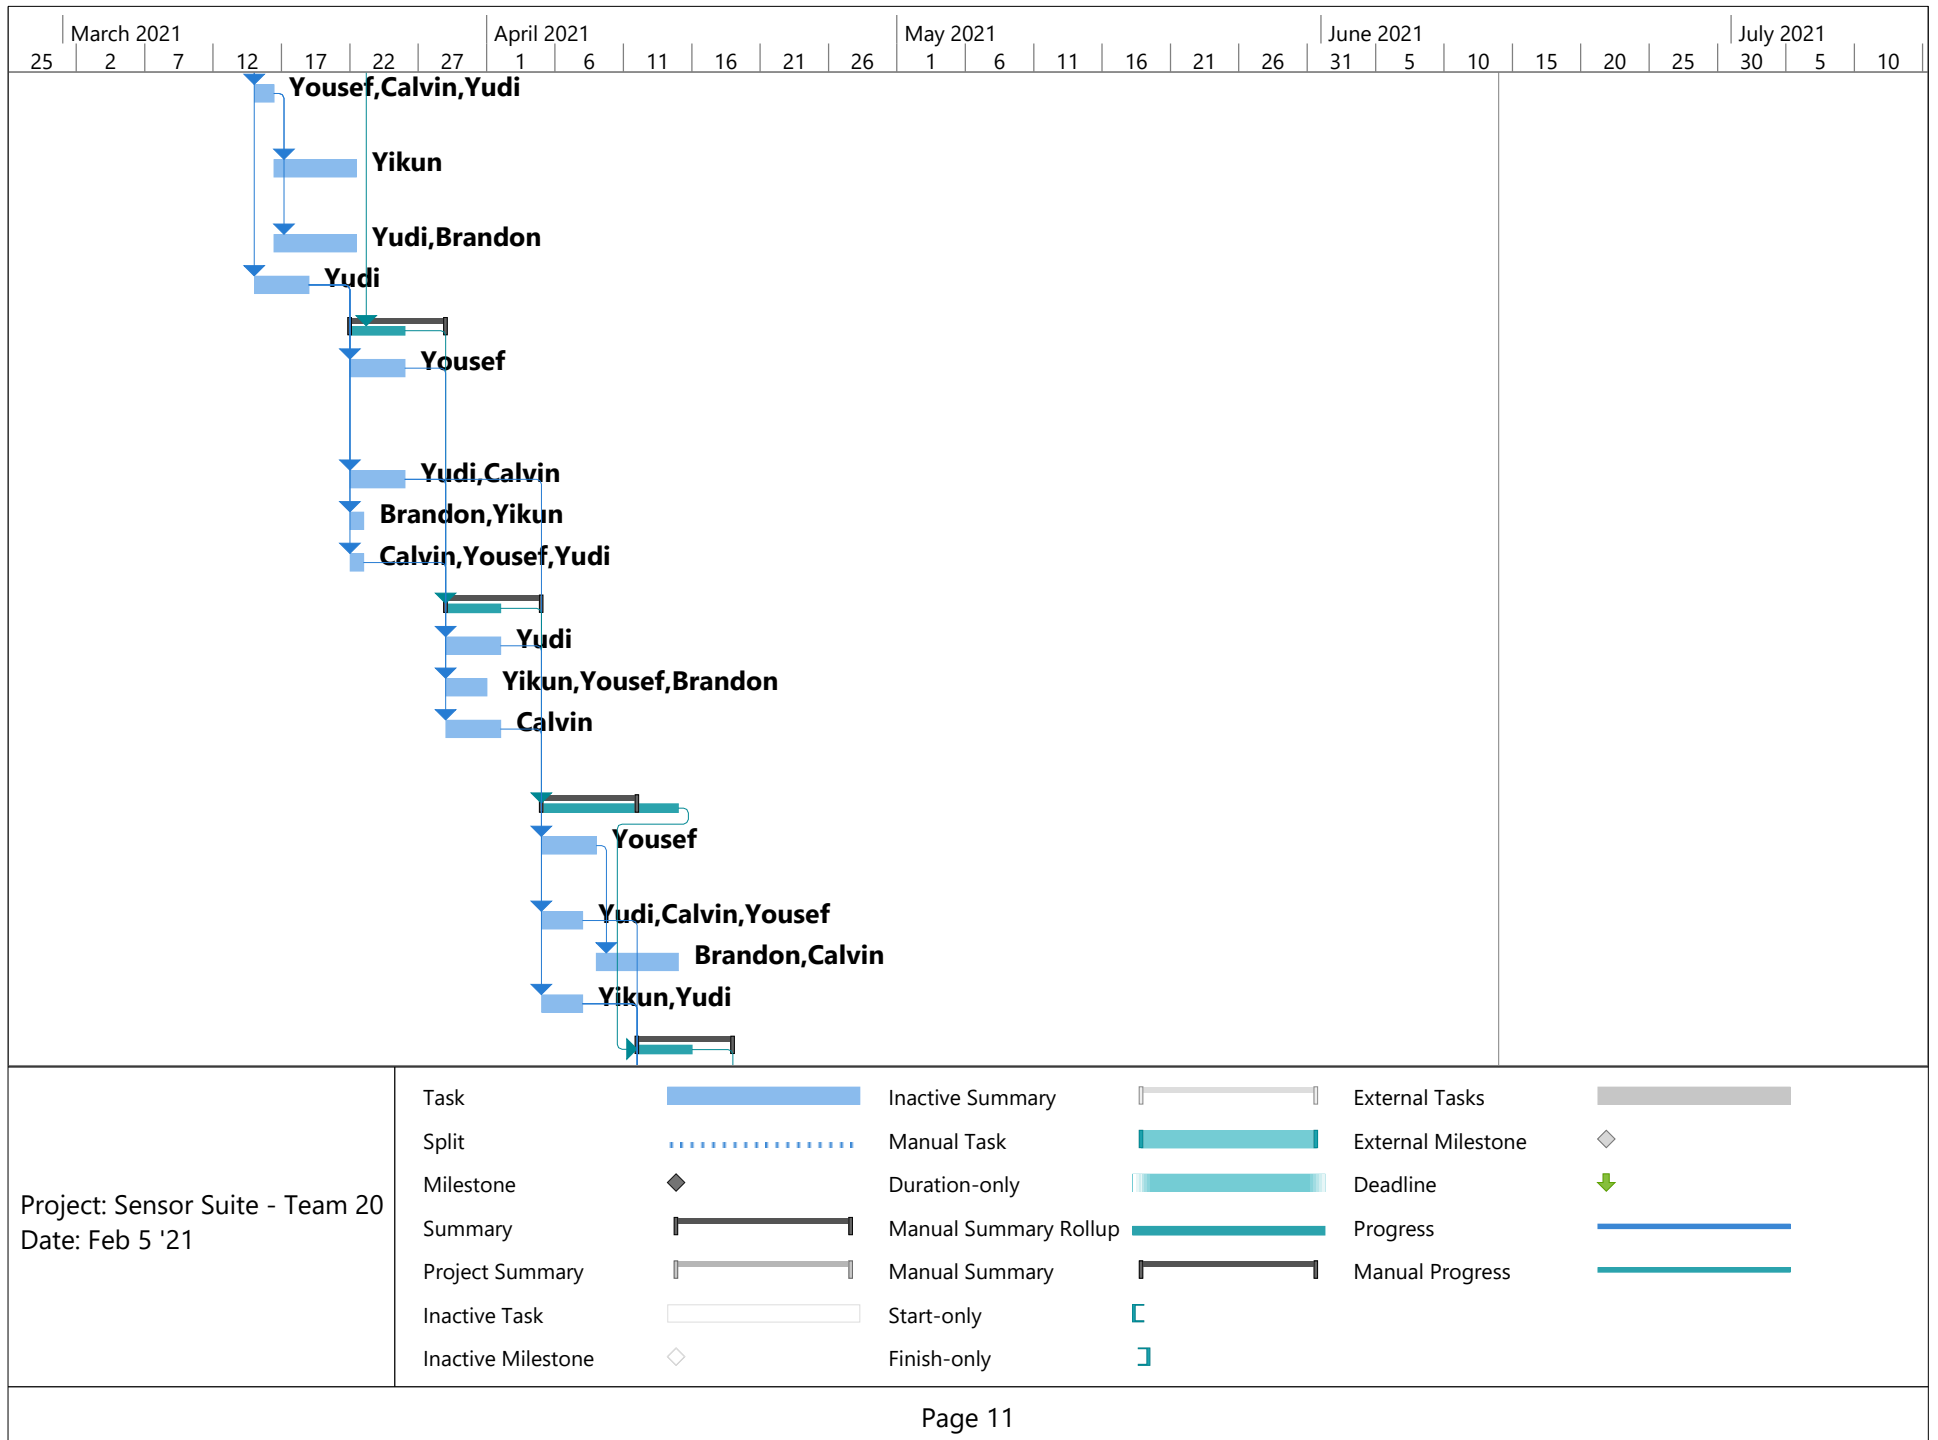 March 2021 April 2021 May 2021 June 2021 July 2021
25 2 7 12 17 22 27 1 6 11 16 21 26 1 6 11 16 21 26 31 5 10 15 20 25 30 5 10
Yousef,Calvin,Yudi
Yikun
Yudi,Brandon
Yudi
Yousef
Yudi,Calvin
Brandon,Yikun
Calvin,Yousef,Yudi
Yudi
Yikun,Yousef,Brandon
Calvin
Yousef
Yudi,Calvin,Yousef
Brandon,Calvin
Yikun,Yudi
Project: Sensor Suite - Team 20
Date: Feb 5 '21
Task
Split
Milestone
Summary
Project Summary
Inactive Task
Inactive Milestone
Inactive Summary
Manual Task
Duration-only
Manual Summary Rollup
Manual Summary
Start-only
Finish-only
External Tasks
External Milestone
Deadline
Progress
Manual Progress
Page 11